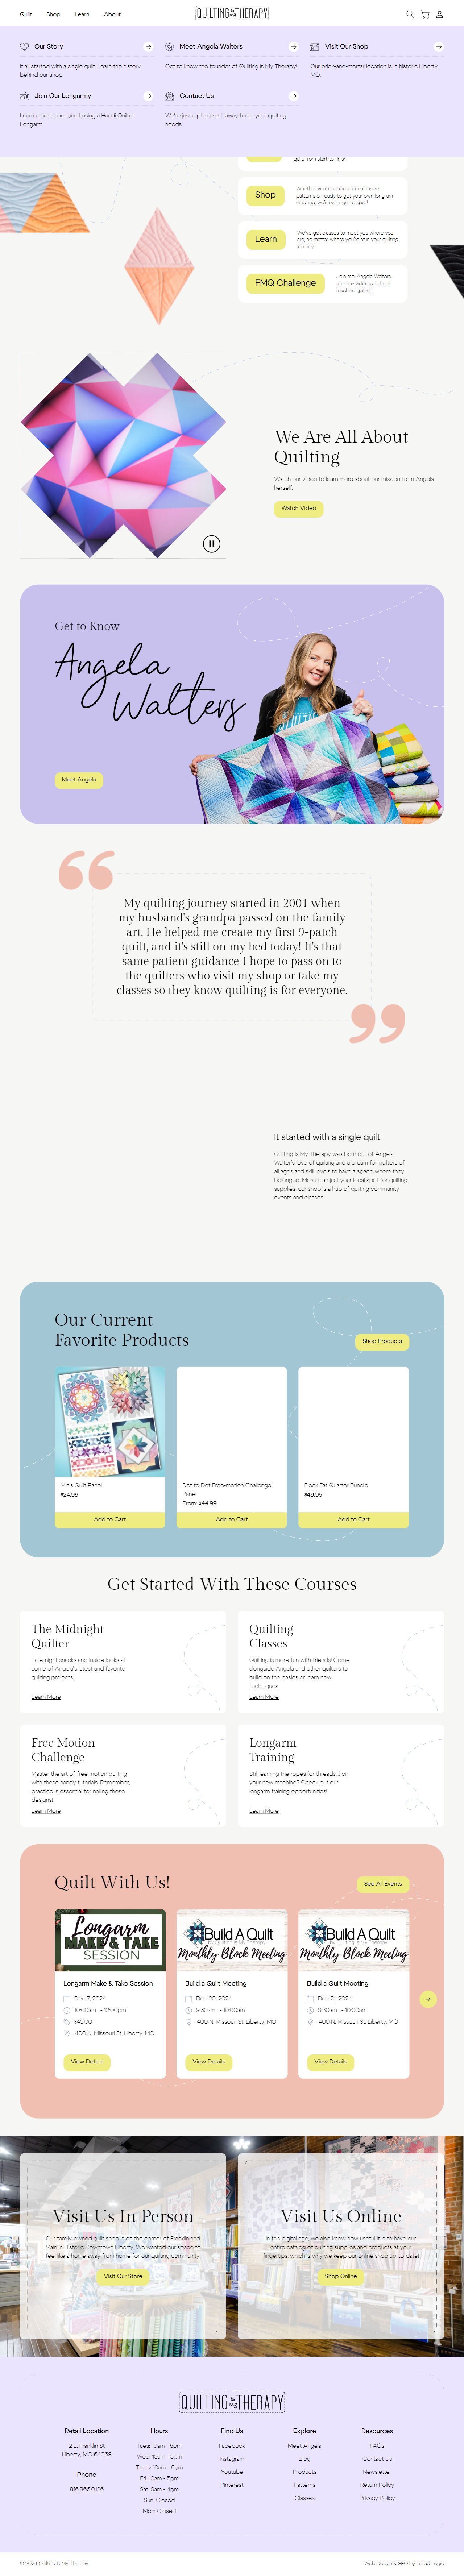 Quilt
Shop
Learn
About
QUILTING is my THERAPY
Our Story
It all started with a single quilt. Learn the history
behind our shop.
Meet Angela Walters
Get to know the founder of Quilting Is My Therapy!
Visit Our Shop
Our brick-and-mortar location is in historic Liberty,
MO.
Join Our Longarmy
Learn more about purchasing a Handi Quilter
Longarm.
Contact Us
We're just a phone call away for all your quilting
needs!
quilt, from start to finish.
Shop
Whether you're looking for exclusive
patterns or ready to get your own long-arm
machine, we're your go-to spot!
Learn
We've got classes to meet you where you
are, no matter where you're at in your quilting
journey.
FMQ Challenge
Join me, Angela Walters,
for free videos all about
machine quilting!
We Are All About
Quilting
Watch our video to learn more about our mission from Angela
herself.
Watch Video
Get to Know
Angela
Walters
Meet Angela
My quilting journey started in 2001 when
my husband's grandpa passed on the family
art. He helped me create my first 9-patch
quilt, and it's still on my bed today! It's that
same patient guidance I hope to pass on to
the quilters who visit my shop or take my
classes so they know quilting is for everyone.
It started with a single quilt
Quilting Is My Therapy was born out of Angela
Walter's love of quilting and a dream for quilters of
all ages and skill levels to have a space where they
belonged. More than just your local spot for quilting
supplies, our shop is a hub of quilting community
events and classes.
Our Current
Favorite Products
Shop Products
Minis Quilt Panel
$24.99
Add to Cart
Dot to Dot Free-motion Challenge
Panel
From: $44.99
Add to Cart
Fleck Fat Quarter Bundle
$49.95
Add to Cart
Get Started With These Courses
The Midnight
Quilter
Late-night snacks and inside looks at
some of Angela's latest and favorite
quilting projects.
Learn More
Quilting
Classes
Quilting is more fun with friends! Come
alongside Angela and other quilters to
build on the basics or learn new
techniques.
Learn More
Free Motion
Challenge
Master the art of free motion quilting
with these handy tutorials. Remember,
practice is essential for nailing those
designs!
Learn More
Longarm
Training
Still learning the ropes (or threads...) on
your new machine? Check out our
longarm training opportunities!
Learn More
Quilt With Us!
See All Events
Longarm
MAKE & TAKE
SESSION
Longarm Make & Take Session
Dec 7, 2024
10:00am - 12:00pm
$45.00
400 N. Missouri St. Liberty, MO
View Details
Build A Quilt
Monthly Block Meeting
Build a Quilt Meeting
Dec 20, 2024
9:30am - 10:00am
400 N. Missouri St. Liberty, MO
View Details
Build A Quilt
Monthly Block Meeting
Build a Quilt Meeting
Dec 21, 2024
9:30am - 10:00am
400 N. Missouri St. Liberty, MO
View Details
Visit Us In Person
Our family-owned quilt shop is on the corner of Franklin and
Main in Historic Downtown Liberty. We wanted our space to
feel like a home away from home for our quilting community.
Visit Our Store
Visit Us Online
In this digital age, we also know how useful it is to have our
entire catalog of quilting supplies and products at your
fingertips, which is why we keep our online shop up-to-date!
Shop Online
QUILTING is my THERAPY
Retail Location
2 E. Franklin St
Liberty, MO 64068
Phone
816.866.0126
Hours
Tues: 10am - 5pm
Wed: 10am - 5pm
Thurs: 10am - 6pm
Fri: 10am - 5pm
Sat: 9am - 4pm
Sun: Closed
Mon: Closed
Find Us
Facebook
Instagram
Youtube
Pinterest
Explore
Meet Angela
Blog
Products
Patterns
Classes
Resources
FAQs
Contact Us
Newsletter
Return Policy
Privacy Policy
© 2024 Quilting Is My Therapy
Web Design & SEO by Lifted Logic